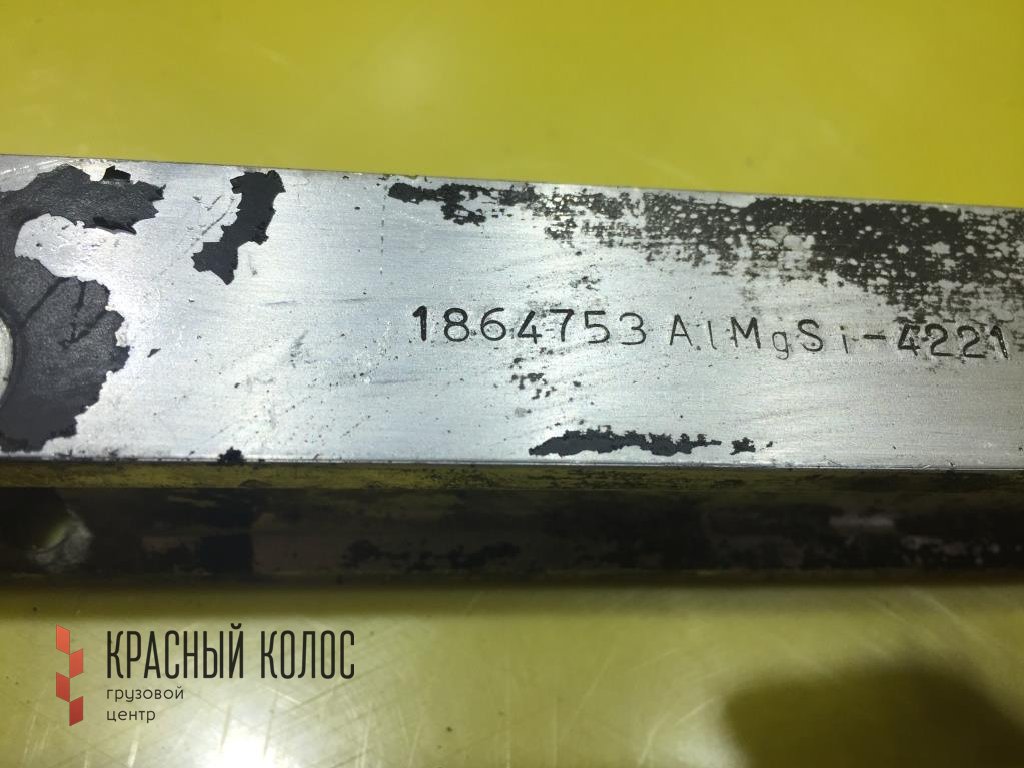 1864753 AlMgSi-4221
КРАСНЫЙ КОЛОС
грузовой
центр